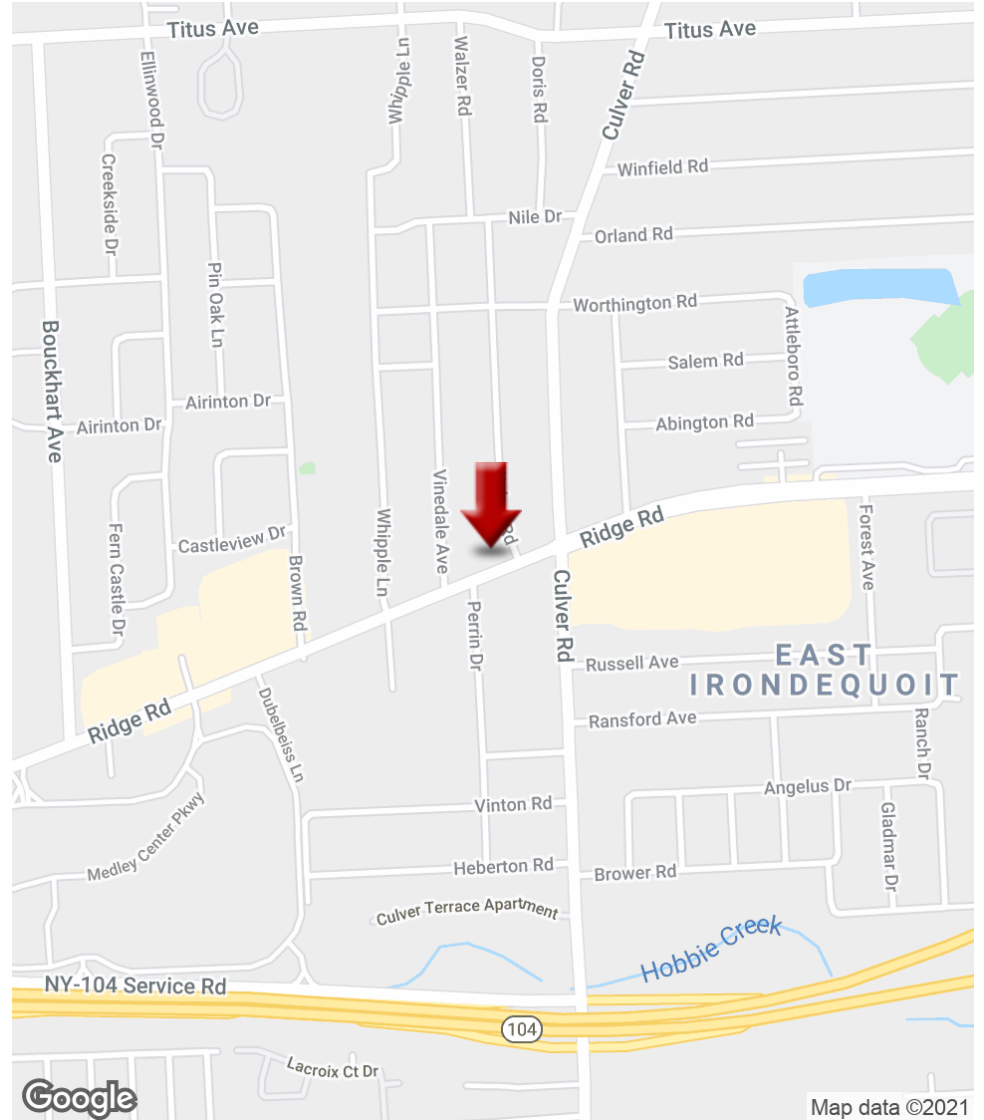 Titus Ave
Titus Ave
Ellinwood Dr
Whipple Ln
Walzer Rd
Doris Rd
Culver Rd
Creekside Dr
Winfield Rd
Nile Dr
Orland Rd
Pin Oak Ln
Worthington Rd
Attleboro Rd
Bouckhart Ave
Salem Rd
Airinton Dr
Airinton Dr
Abington Rd
Vinedale Ave
Rd
Ridge Rd
Whipple Ln
Forest Ave
Fern Castle Dr
Castleview Dr
Brown Rd
Culver Rd
Perrin Dr
EAST
IRONDEQUOIT
Russell Ave
Ridge Rd
Dubelbeiss Ln
Ransford Ave
Ranch Dr
Angelus Dr
Vinton Rd
Gladmar Dr
Medley Center Pkwy
Heberton Rd
Brower Rd
Culver Terrace Apartment
Hobbie Creek
NY-104 Service Rd
104
Lacroix Ct Dr
Google
Map data ©2021